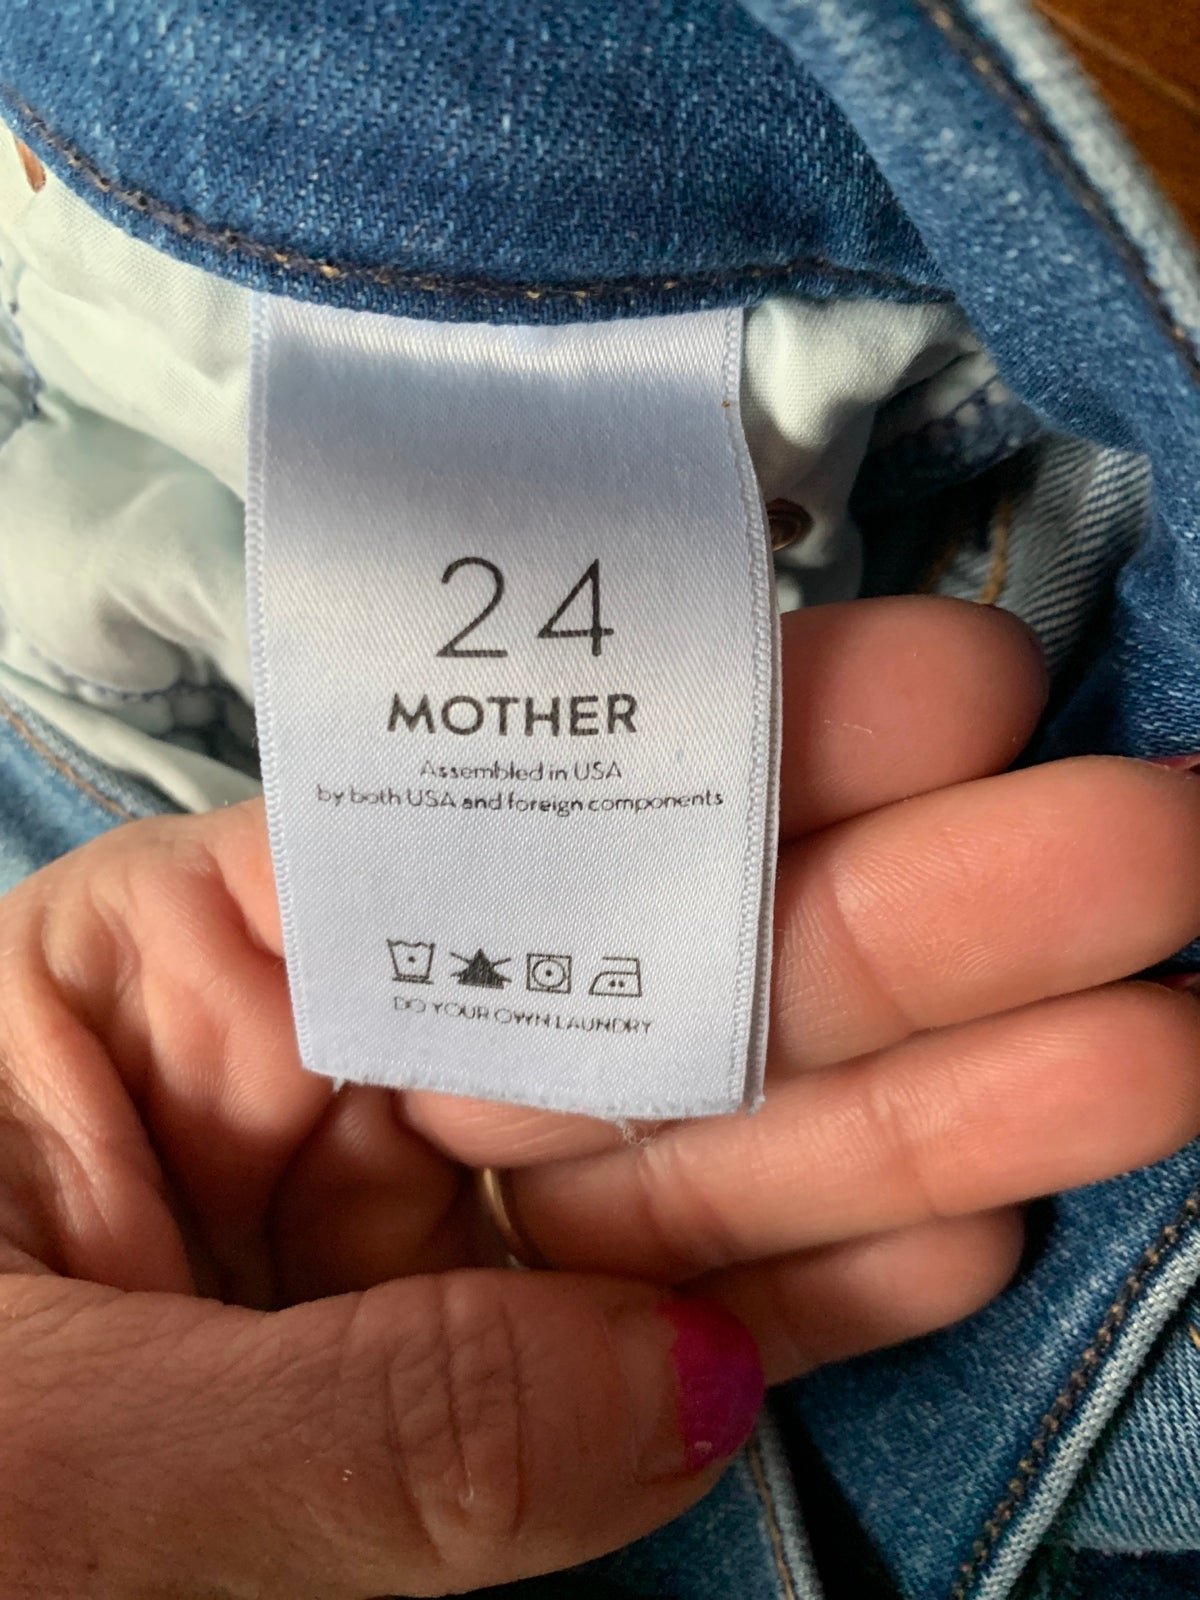 24
MOTHER
Assembled in USA
by both USA and foreign components
DO YOUR OWN LAUNDRY